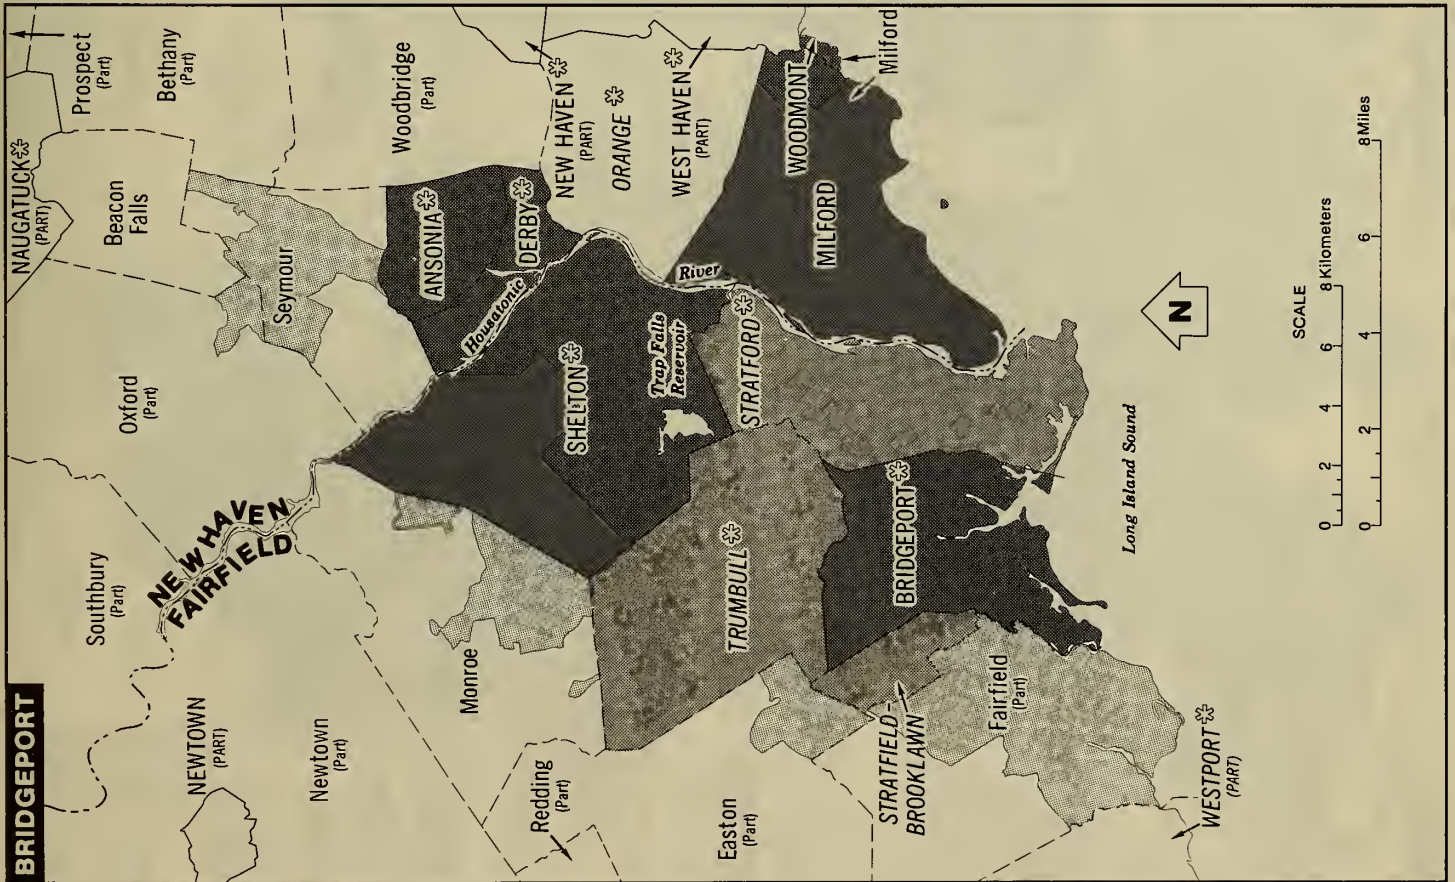 BRIDGEPORT
NAUGATUCK*
(PART)
Prospect
(Part)
Bethany
(Part)
Beacon
Falls
Woodbridge
(Part)
Seymour
Oxford
(Part)
Southbury
(Part)
NEW HAVEN
FAIRFIELD
NEWTOWN
(PART)
Newtown
(Part)
Monroe
Redding
(Part)
Easton
(Part)
ANSONIA*
DERBY*
NEW HAVEN*
(PART)
ORANGE*
WEST HAVEN*
(PART)
Housatonic
River
SHELTON*
Trap Falls
Reservoir
STRATFORD*
MILFORD
WOODMONT
Milford
TRUMBULL*
BRIDGEPORT*
STRATFIELD-
BROOKLAWN
Fairfield
(Part)
WESTPORT*
(PART)
Long Island Sound
N
SCALE
0 2 4 6 8 Kilometers
0 2 4 6 8 Miles